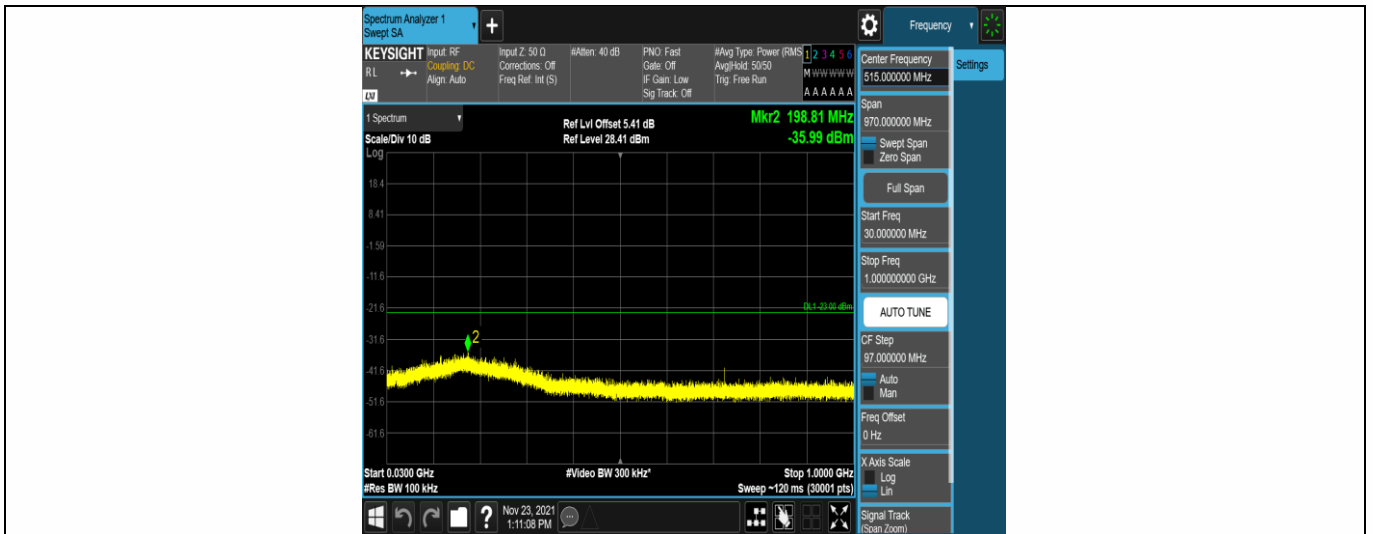 Spectrum Analyzer 1
Swept SA
Frequency
KEYSIGHT
RL
LXI
Input: RF
Coupling: DC
Align: Auto
Input Z: 50 Ω
Corrections: Off
Freq Ref: Int (S)
#Atten: 40 dB
PNO: Fast
Gate: Off
IF Gain: Low
Sig Track: Off
#Avg Type: Power (RMS
Avg|Hold: 50/50
Trig: Free Run
1 2 3 4 5 6
M W W W W W
A A A A A A
Center Frequency
515.000000 MHz
Settings
Span
970.000000 MHz
Swept Span
Zero Span
Full Span
Start Freq
30.000000 MHz
Stop Freq
1.000000000 GHz
AUTO TUNE
CF Step
97.000000 MHz
Auto
Man
Freq Offset
0 Hz
X Axis Scale
Log
Lin
Signal Track
(Span Zoom)
1 Spectrum
Scale/Div 10 dB
Log
Ref Lvl Offset 5.41 dB
Ref Level 28.41 dBm
Mkr2 198.81 MHz
-35.99 dBm
18.4
8.41
-1.59
-11.6
-21.6
DL1 -23.00 dBm
-31.6
2
-41.6
-51.6
-61.6
Start 0.0300 GHz
#Res BW 100 kHz
#Video BW 300 kHz*
Stop 1.0000 GHz
Sweep ~120 ms (30001 pts)
?
Nov 23, 2021
1:11:08 PM